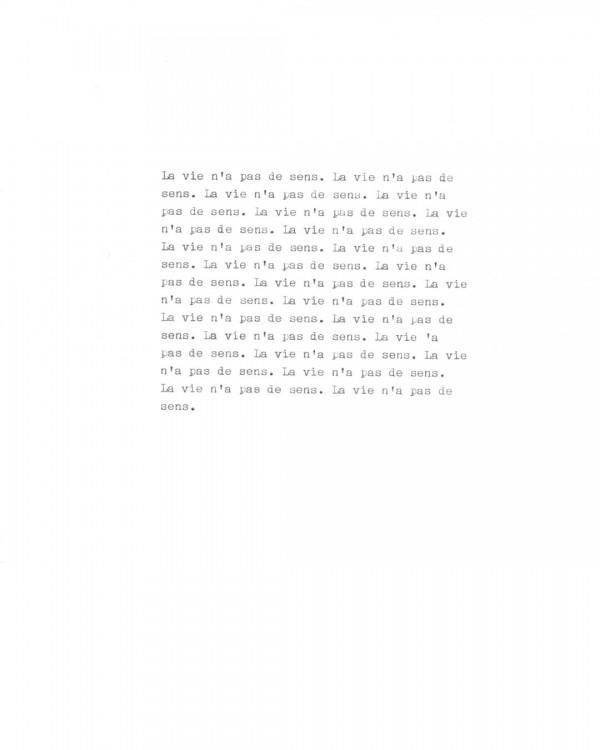 La vie n'a pas de sens. La vie n'a pas de
sens. La vie n'a pas de sens. La vie n'a
pas de sens. La vie n'a pas de sens. La vie
n'a pas de sens. La vie n'a pas de sens.
La vie n'a pas de sens. La vie n'a pas de
sens. La vie n'a pas de sens. La vie n'a
pas de sens. La vie n'a pas de sens. La vie
n'a pas de sens. La vie n'a pas de sens.
La vie n'a pas de sens. La vie n'a pas de
sens. La vie n'a pas de sens. La vie 'a
pas de sens. La vie n'a pas de sens. La vie
n'a pas de sens. La vie n'a pas de sens.
La vie n'a pas de sens. La vie n'a pas de
sens.